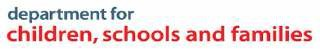 department for
children, schools and families